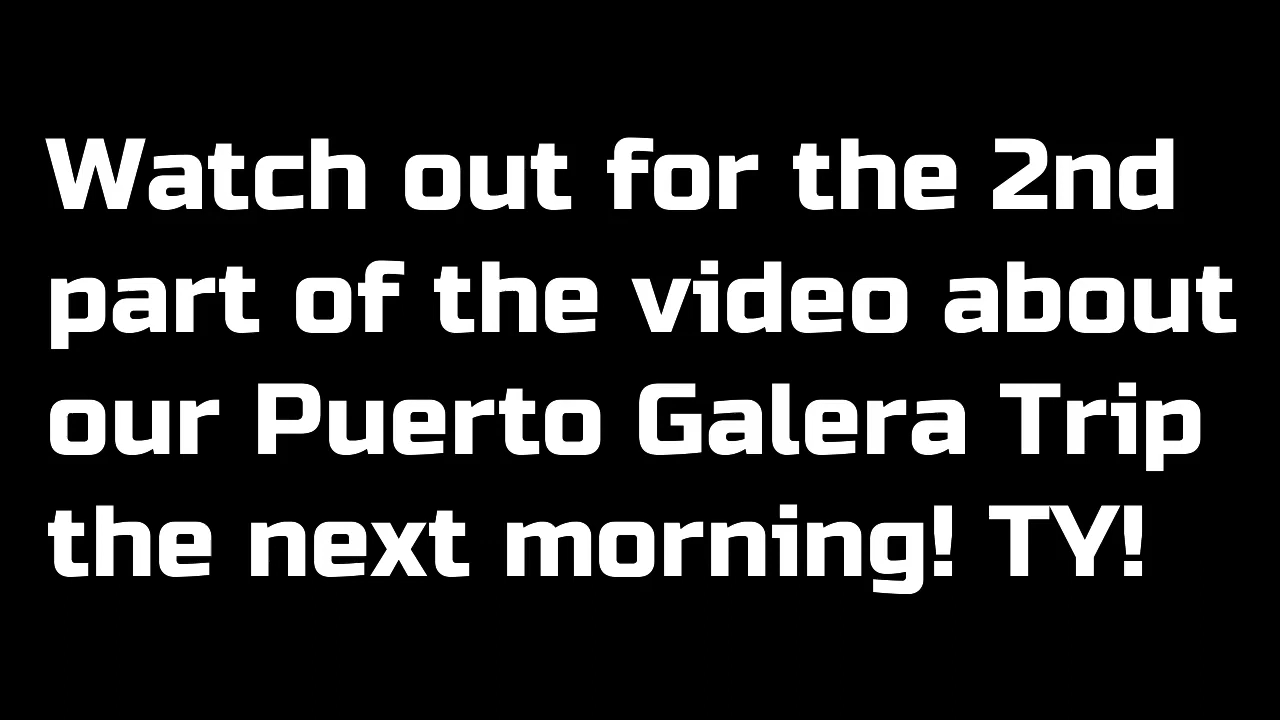 Watch out for the 2nd
part of the video about
our Puerto Galera Trip
the next morning! TY!